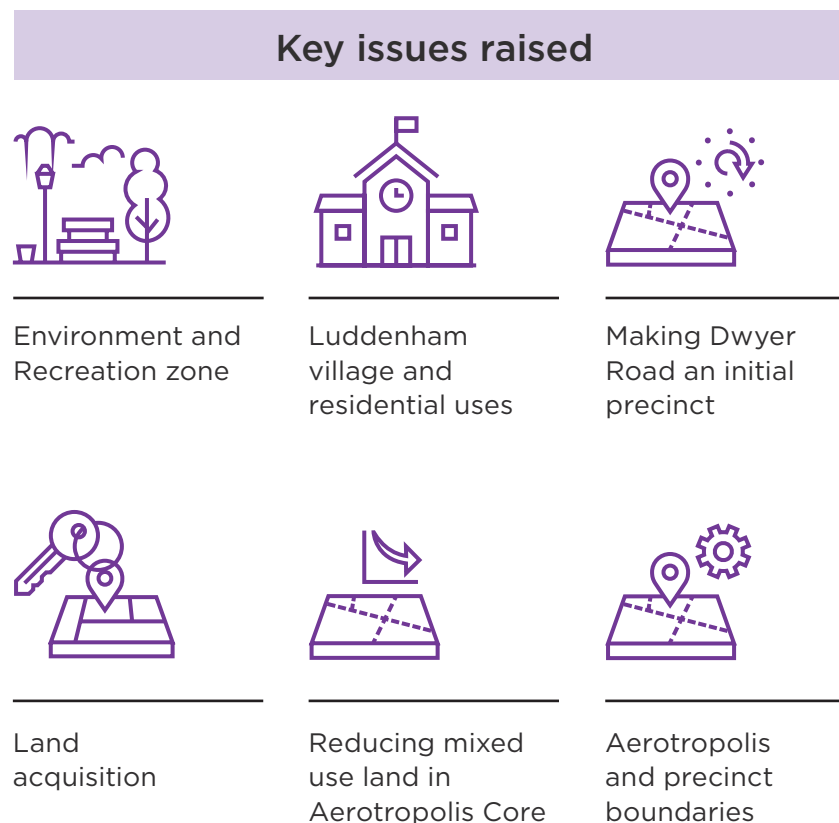 Key issues raised
Environment and
Recreation zone
Luddenham
village and
residential uses
Making Dwyer
Road an initial
precinct
Land
acquisition
Reducing mixed
use land in
Aerotropolis Core
Aerotropolis
and precinct
boundaries